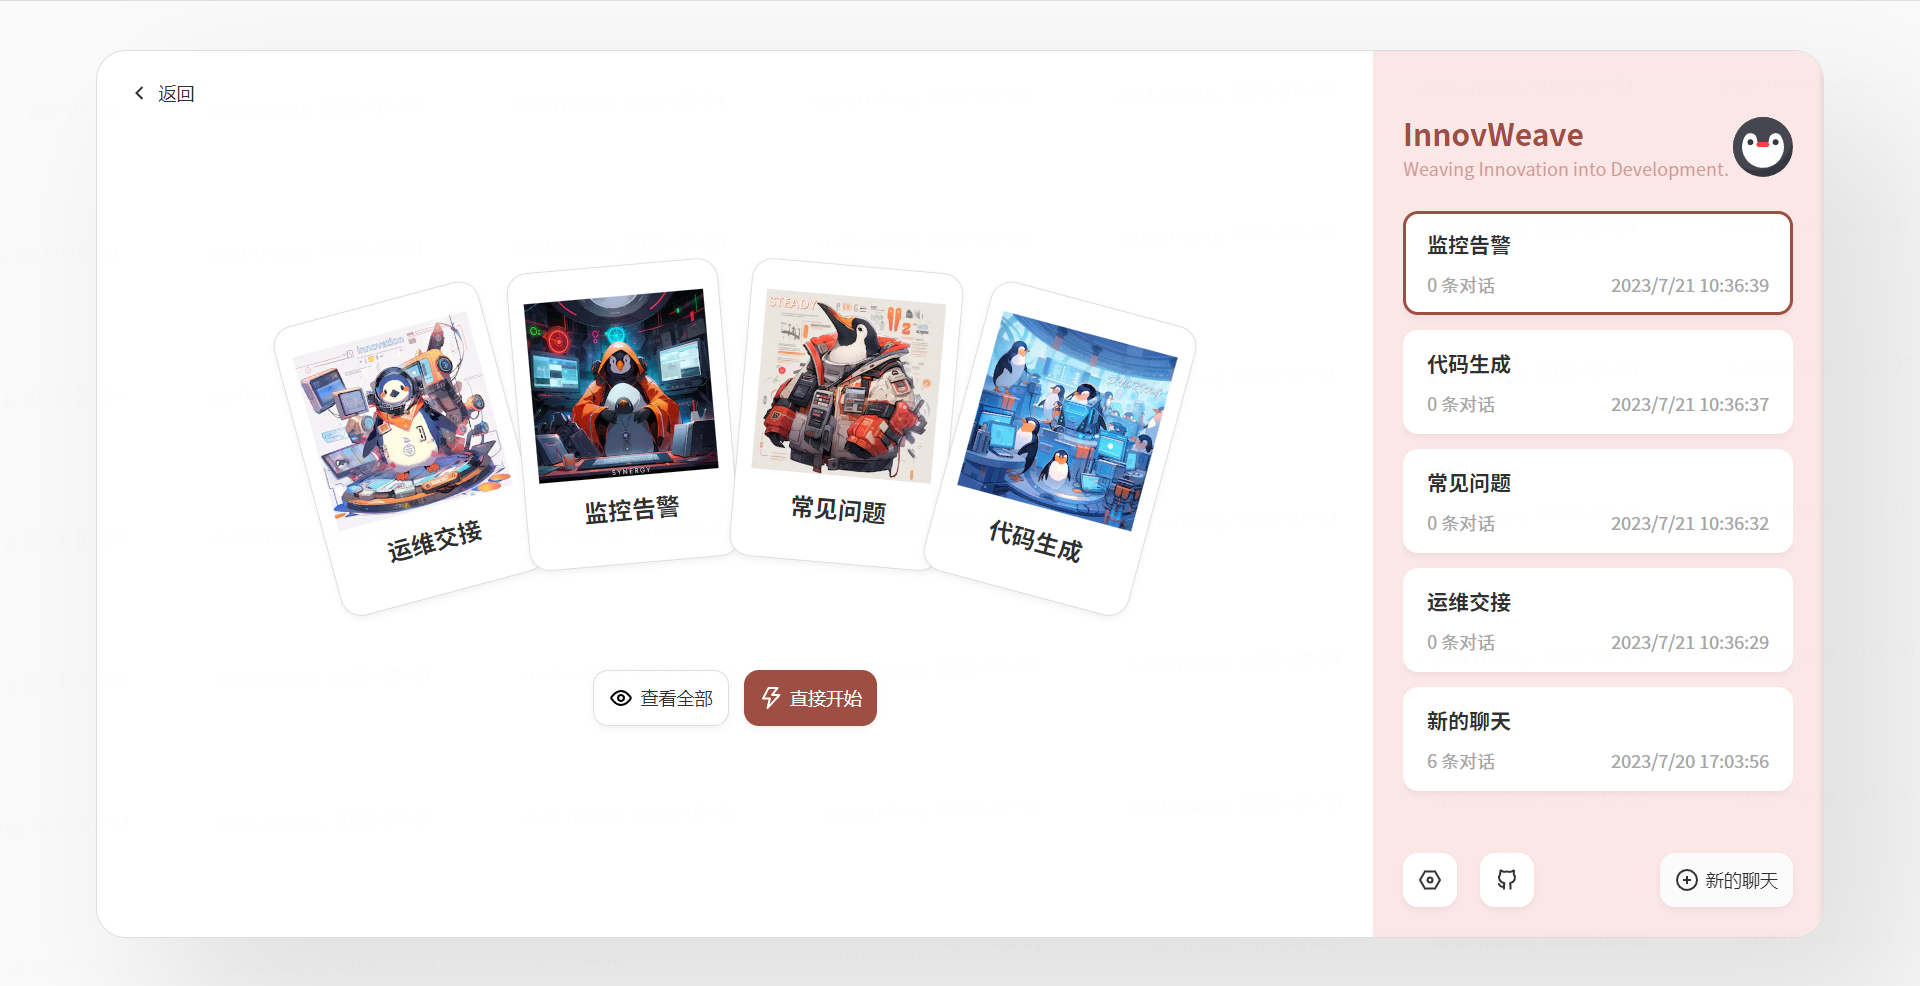 返回
innovation
运维交接
SYNERGY
监控告警
STEADY
常见问题
代码生成
查看全部
直接开始
InnovWeave
Weaving Innovation into Development.
监控告警
0 条对话 2023/7/21 10:36:39
代码生成
0 条对话 2023/7/21 10:36:37
常见问题
0 条对话 2023/7/21 10:36:32
运维交接
0 条对话 2023/7/21 10:36:29
新的聊天
6 条对话 2023/7/20 17:03:56
新的聊天